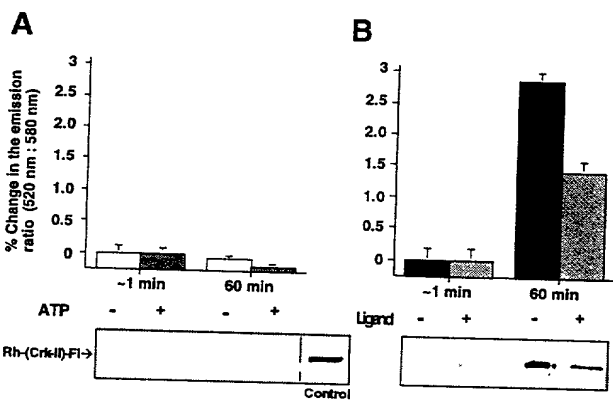 A
B
% Change in the emission
ratio (520 nm : 580 nm)
3
2.5
2.0
1.5
1.0
0.5
0
3
2.5
2.0
1.5
1.0
0.5
0
~1 min
60 min
~1 min
60 min
ATP - + - +
Ligand - + - +
Rh-(Crk-II)-Fl→
Control